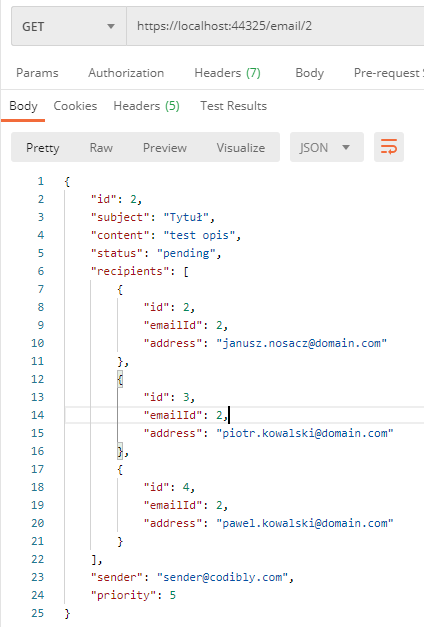 GET https://localhost:44325/email/2
Params Authorization Headers (7) Body Pre-request
Body Cookies Headers (5) Test Results
Pretty Raw Preview Visualize JSON
1 {
2 "id": 2,
3 "subject": "Tytuł",
4 "content": "test opis",
5 "status": "pending",
6 "recipients": [
7 {
8 "id": 2,
9 "emailId": 2,
10 "address": "janusz.nosacz@domain.com"
11 },
12 {
13 "id": 3,
14 "emailId": 2,
15 "address": "piotr.kowalski@domain.com"
16 },
17 {
18 "id": 4,
19 "emailId": 2,
20 "address": "pawel.kowalski@domain.com"
21 }
22 ],
23 "sender": "sender@codibly.com",
24 "priority": 5
25 }